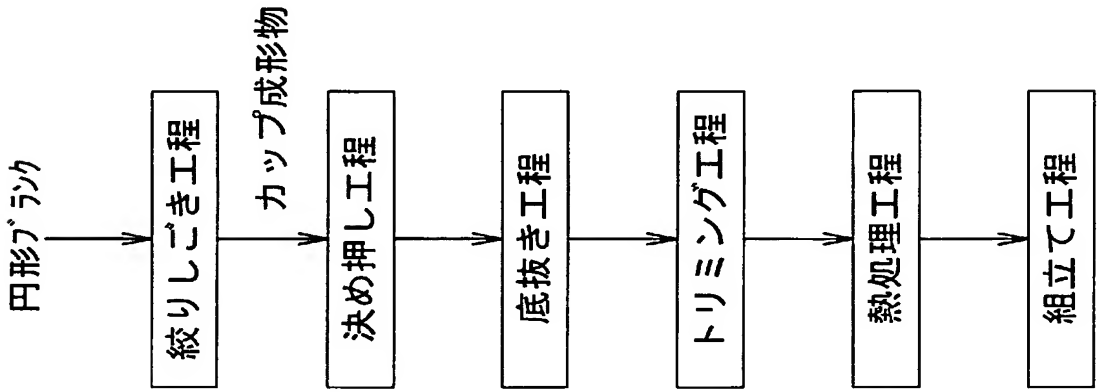 円形ブランク
絞りしごき工程
カップ成形物
決め押し工程
底抜き工程
トリミング工程
熱処理工程
組立て工程